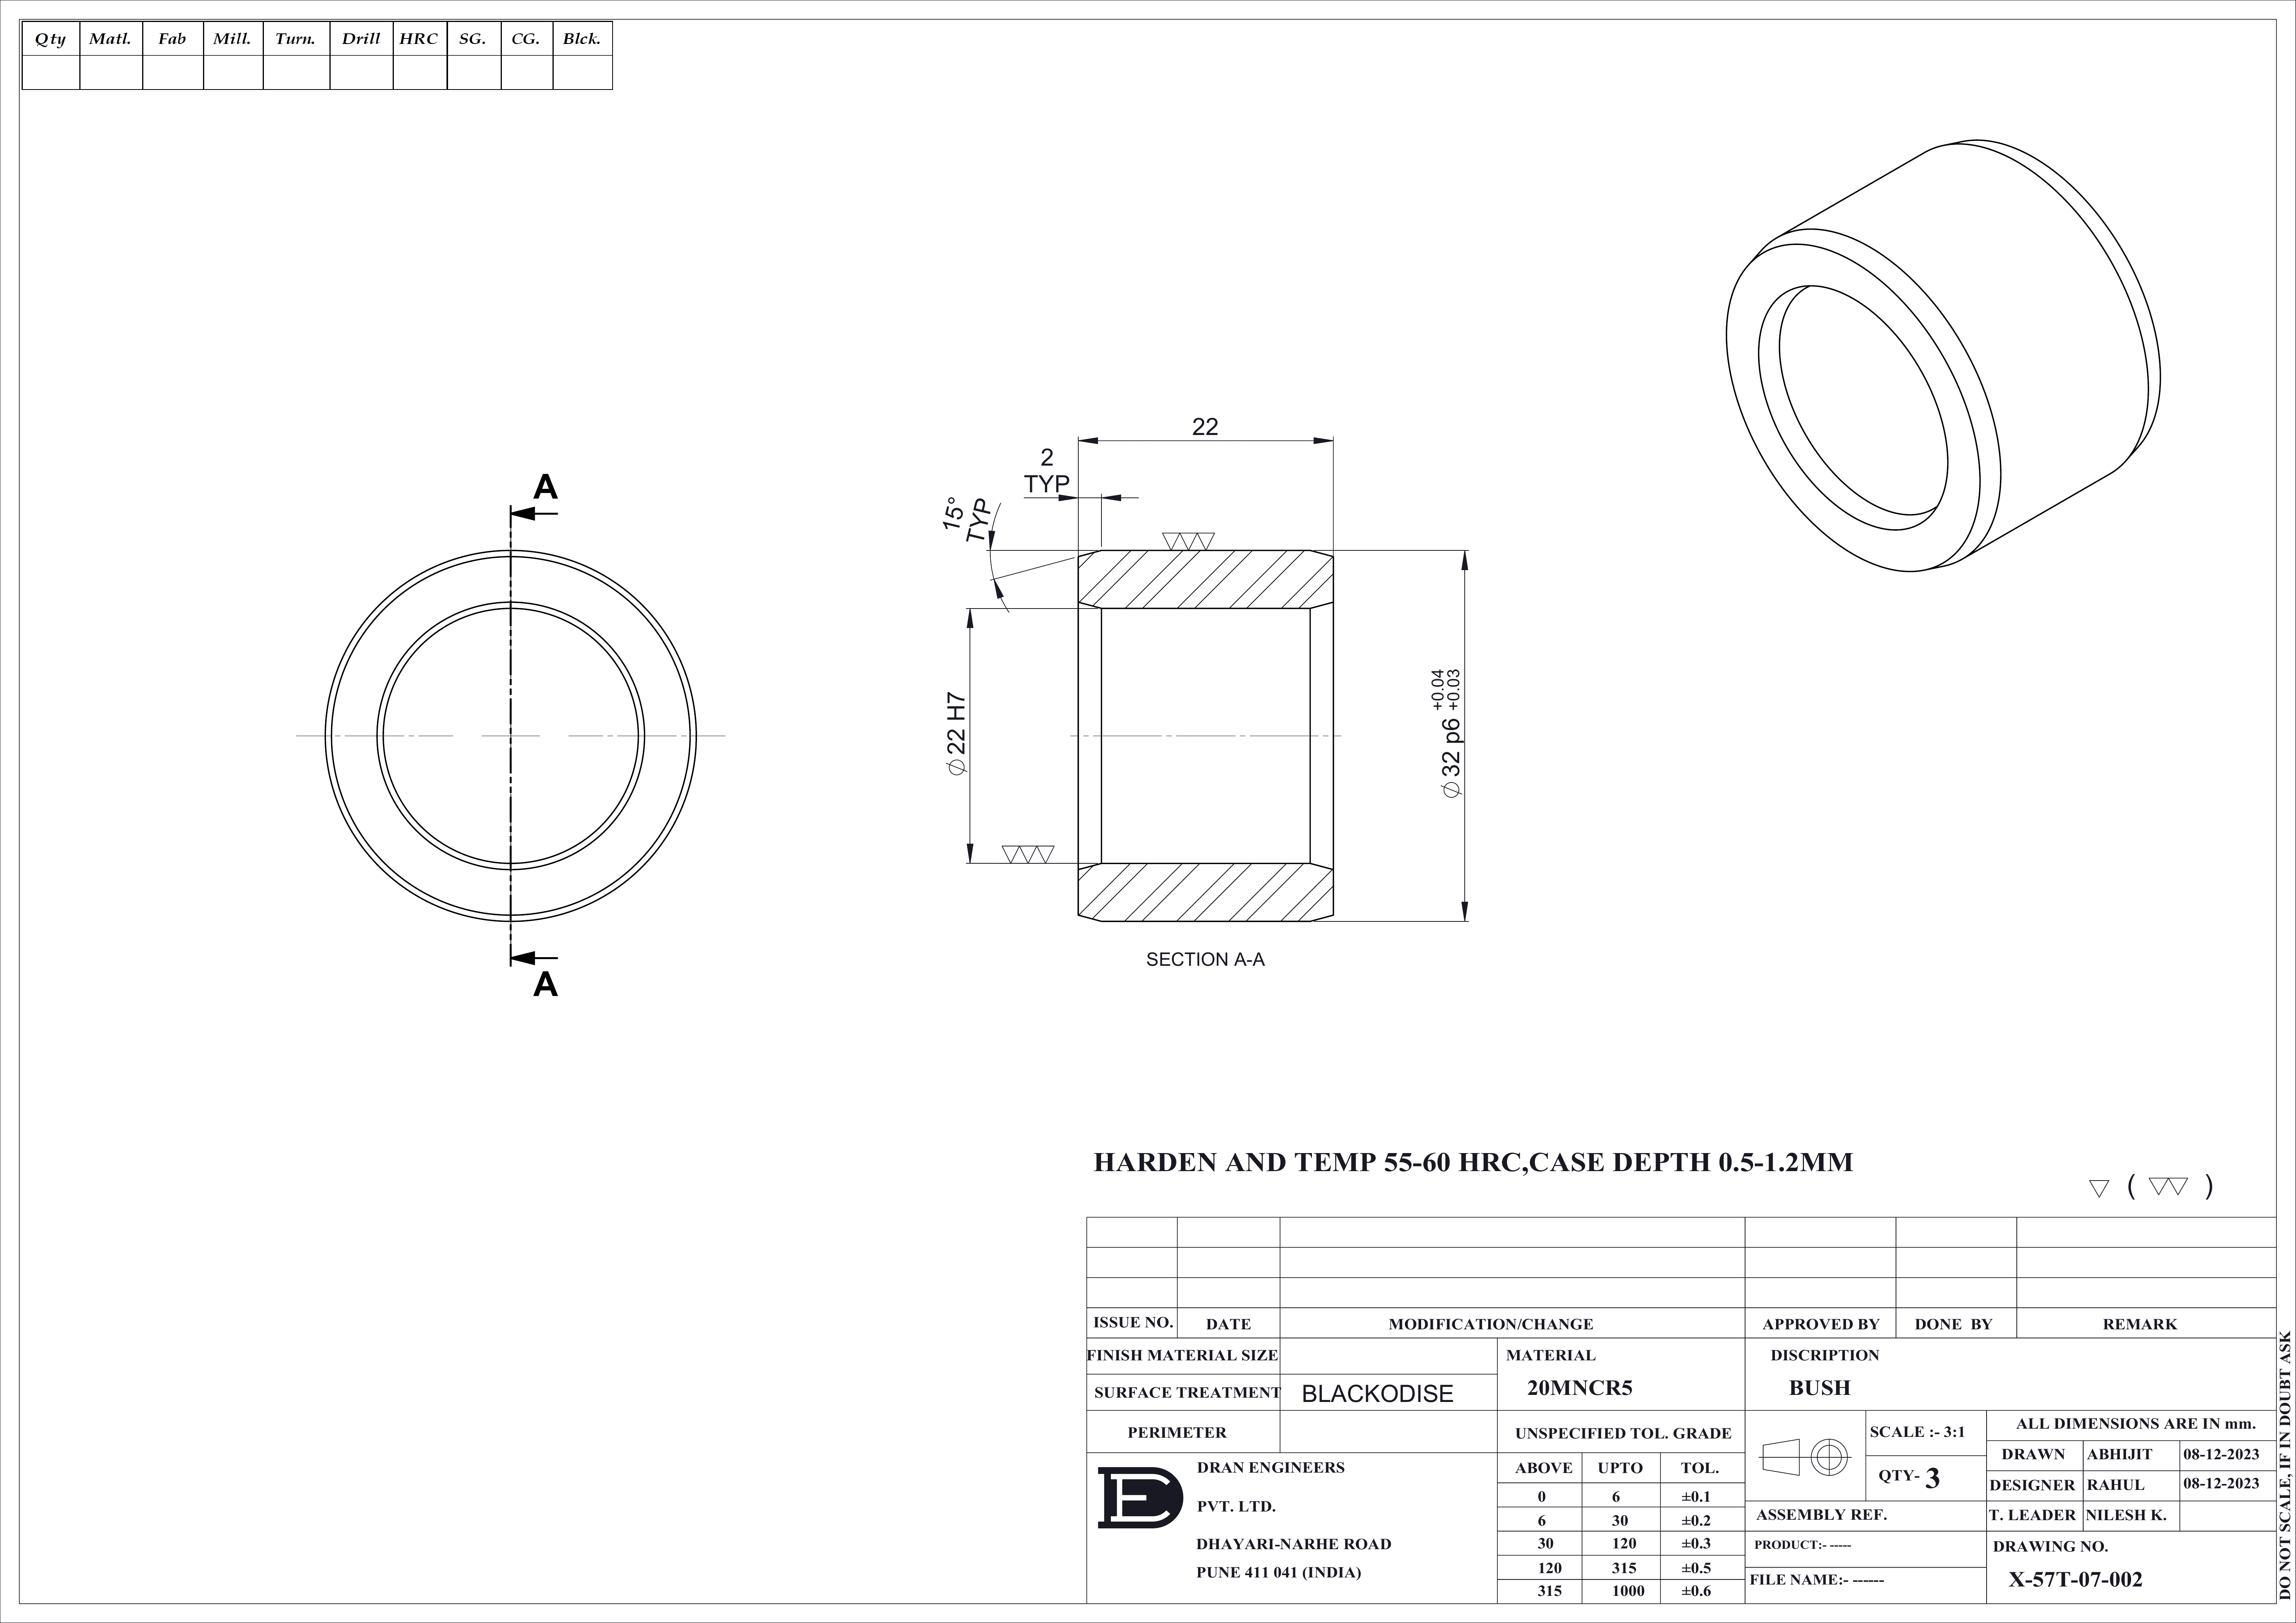 Qty Matl. Fab Mill. Turn. Drill HRC SG. CG. Blck.
22
2
TYP
15°
TYP
A
A
⌀ 22 H7
⌀ 32 p6 +0.04
+0.03
SECTION A-A
HARDEN AND TEMP 55-60 HRC,CASE DEPTH 0.5-1.2MM
( )
ISSUE NO. DATE MODIFICATION/CHANGE APPROVED BY DONE BY REMARK
FINISH MATERIAL SIZE
SURFACE TREATMENT BLACKODISE
PERIMETER
MATERIAL
20MNCR5
DISCRIPTION
BUSH
UNSPECIFIED TOL. GRADE
ABOVE UPTO TOL.
0 6 ±0.1
6 30 ±0.2
30 120 ±0.3
120 315 ±0.5
315 1000 ±0.6
DE
DRAN ENGINEERS
PVT. LTD.
DHAYARI-NARHE ROAD
PUNE 411 041 (INDIA)
SCALE :- 3:1
QTY- 3
ALL DIMENSIONS ARE IN mm.
DRAWN ABHIJIT 08-12-2023
DESIGNER RAHUL 08-12-2023
T. LEADER NILESH K.
ASSEMBLY REF.
PRODUCT:- -----
FILE NAME:- ------
DRAWING NO.
X-57T-07-002
DO NOT SCALE, IF IN DOUBT ASK